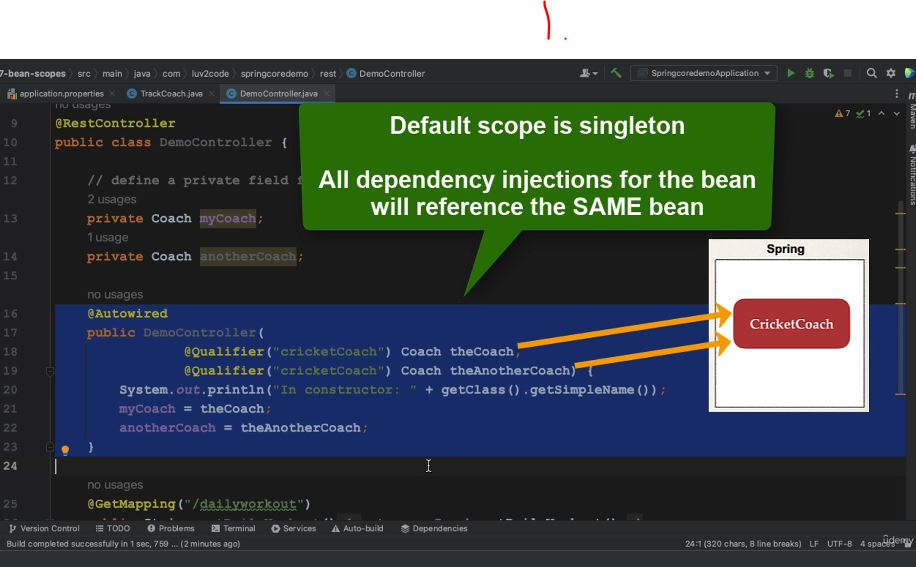 7-bean-scopes > src > main > java > com > luv2code > springcoredemo > rest > DemoController
SpringcoredemoApplication
application.properties
TrackCoach.java
DemoController.java
no usages
7
1
Maven
Notifications
9 @RestController
10 public class DemoController {
11
12 // define a private field f
2 usages
13 private Coach myCoach;
1 usage
14 private Coach anotherCoach;
15
no usages
16 @Autowired
17 public DemoController(
18 @Qualifier("cricketCoach") Coach theCoach,
19 @Qualifier("cricketCoach") Coach theAnotherCoach) {
20 System.out.println("In constructor: " + getClass().getSimpleName());
21 myCoach = theCoach;
22 anotherCoach = theAnotherCoach;
23 }
24
no usages
25 @GetMapping("/dailyworkout")
Default scope is singleton
All dependency injections for the bean
will reference the SAME bean
Spring
CricketCoach
Version Control
TODO
Problems
Terminal
Services
Auto-build
Dependencies
Build completed successfully in 1 sec, 759 ... (2 minutes ago)
24:1 (320 chars, 8 line breaks) LF UTF-8 4 spaces
udemy